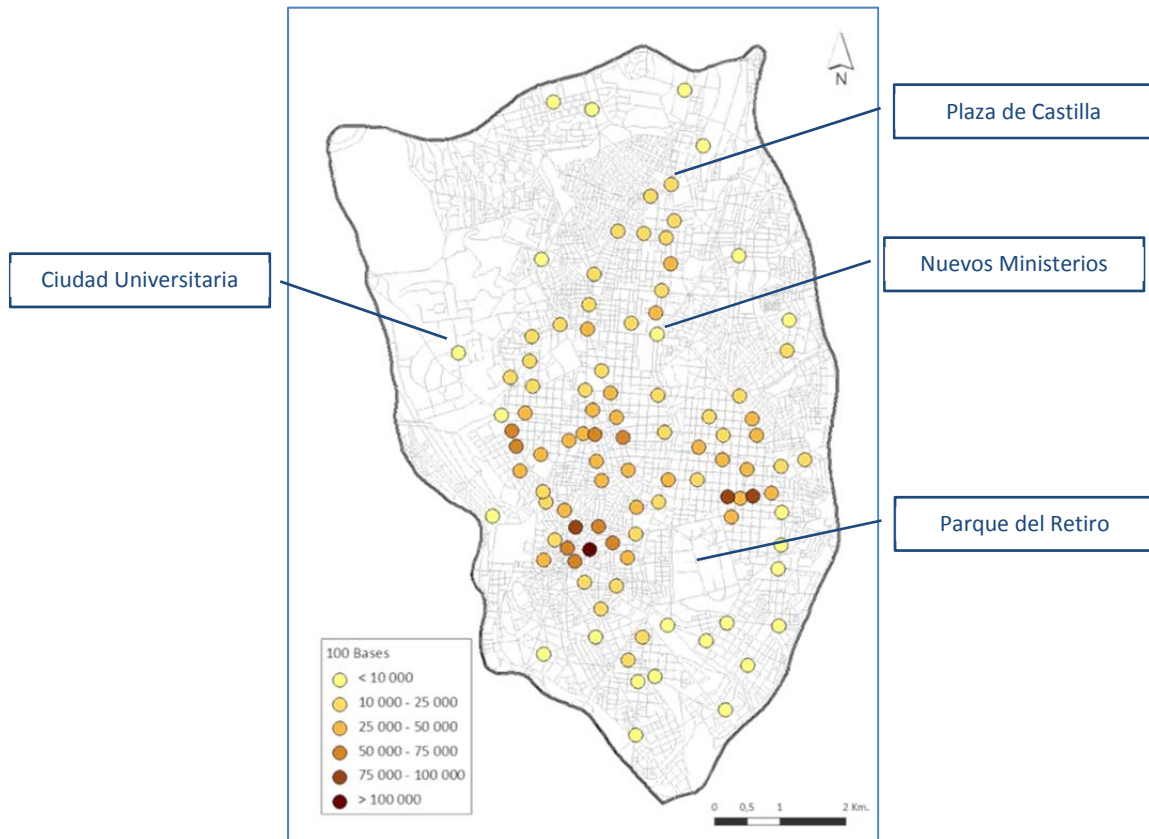 N
Plaza de Castilla
Ciudad Universitaria
Nuevos Ministerios
Parque del Retiro
100 Bases
< 10 000
10 000 - 25 000
25 000 - 50 000
50 000 - 75 000
75 000 - 100 000
> 100 000
0 0,5 1 2 Km.